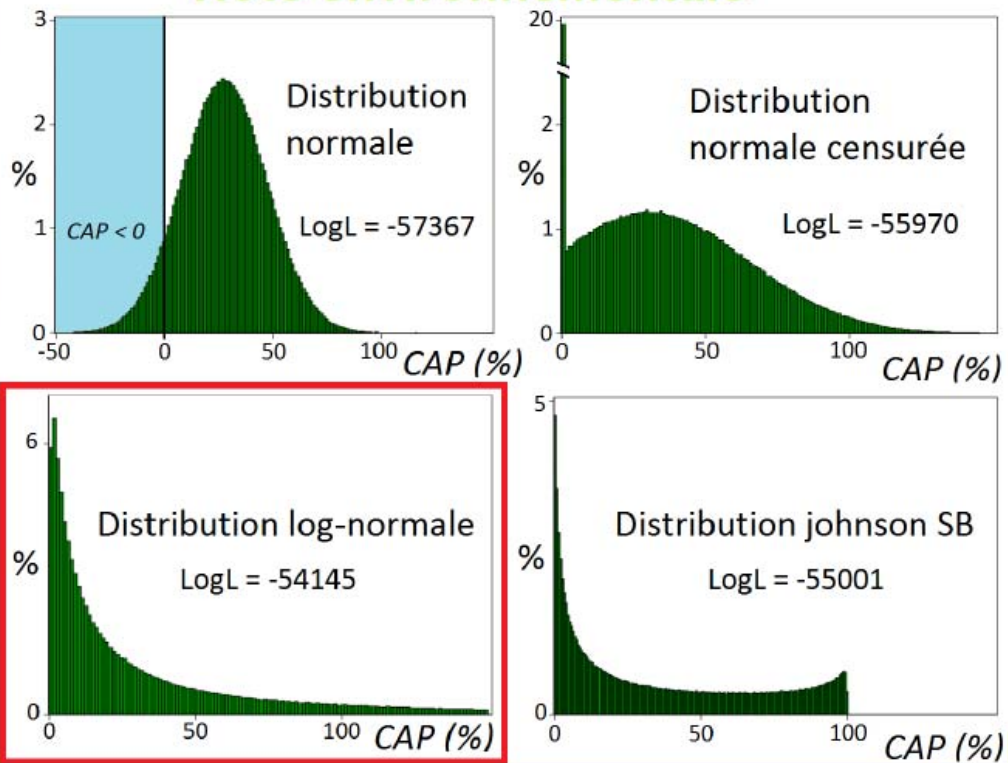 3
2
%
1
0
-50
0
50
100
CAP (%)
CAP < 0
Distribution
normale
LogL = -57367
20
2
%
1
0
0
50
100
CAP (%)
Distribution
normale censurée
LogL = -55970
6
%
0
0
50
100
CAP (%)
Distribution log-normale
LogL = -54145
5
%
0
0
50
100
CAP (%)
Distribution johnson SB
LogL = -55001